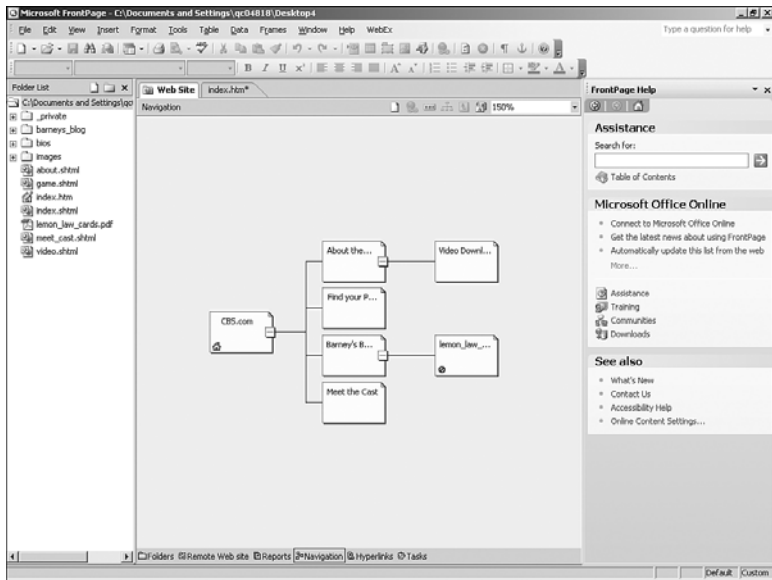 Microsoft FrontPage - C:\Documents and Settings\qc04818\Desktop4
File Edit View Insert Format Tools Table Data Frames Window Help WebEx
Type a question for help
B I U
Folder List
C:\Documents and Settings\qc
_private
barneys_blog
bios
images
about.shtml
game.shtml
index.htm
index.shtml
lemon_law_cards.pdf
meet_cast.shtml
video.shtml
Web Site index.htm*
Navigation
150%
CBS.com
About the...
Find your P...
Barney's B...
Meet the Cast
Video Downl...
lemon_law_...
Folders Remote Web site Reports Navigation Hyperlinks Tasks
FrontPage Help
Assistance
Search for:
Table of Contents
Microsoft Office Online
Connect to Microsoft Office Online
Get the latest news about using FrontPage
Automatically update this list from the web
More...
Assistance
Training
Communities
Downloads
See also
What's New
Contact Us
Accessibility Help
Online Content Settings...
Default Custom